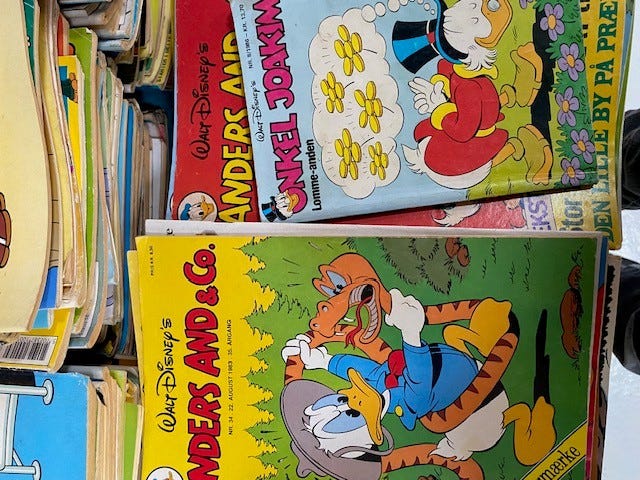 WALT DISNEY'S
ANDERS AND
WALT DISNEY'S
ONKEL JOAKIM
Lomme-anden
DEN LILLE BY PÅ PRÆ
WALT DISNEY'S
NDERS AND & Co.
NR. 34 - 22. AUGUST 1983 35. ÅRGANG
mærke